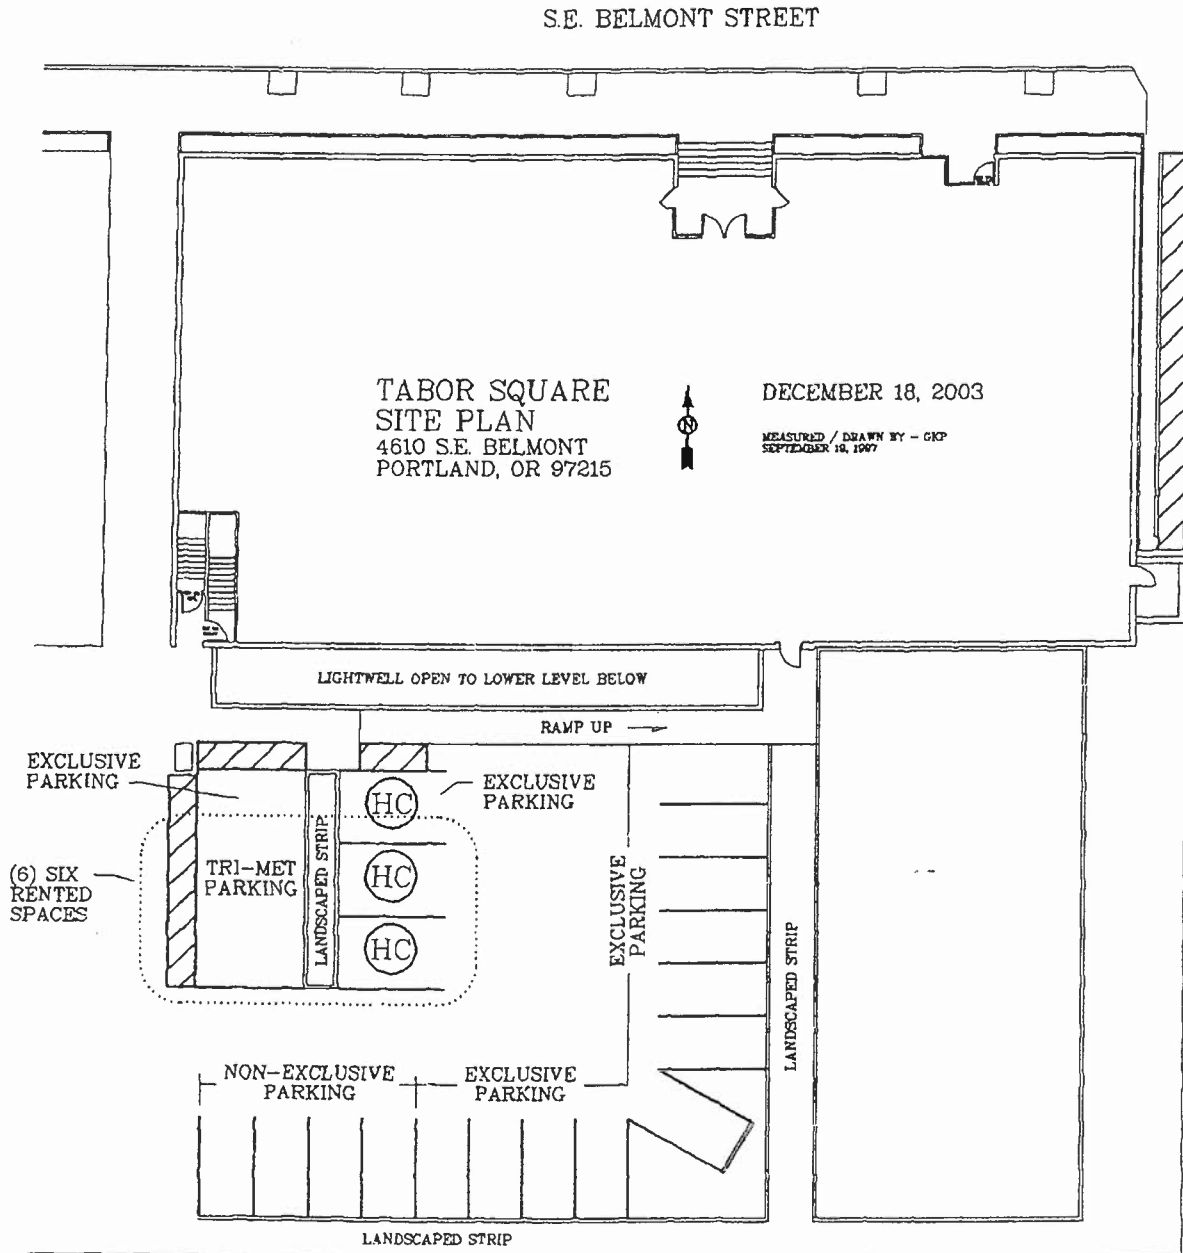 S.E. BELMONT STREET
TABOR SQUARE
SITE PLAN
4610 S.E. BELMONT
PORTLAND, OR 97215
N
DECEMBER 18, 2003
MEASURED / DRAWN BY - GKP
SEPTEMBER 19, 1997
LIGHTWELL OPEN TO LOWER LEVEL BELOW
RAMP UP
EXCLUSIVE
PARKING
EXCLUSIVE
PARKING
HC
(6) SIX
RENTED
SPACES
TRI-MET
PARKING
LANDSCAPED STRIP
HC
HC
EXCLUSIVE
PARKING
LANDSCAPED STRIP
NON-EXCLUSIVE
PARKING
EXCLUSIVE
PARKING
LANDSCAPED STRIP